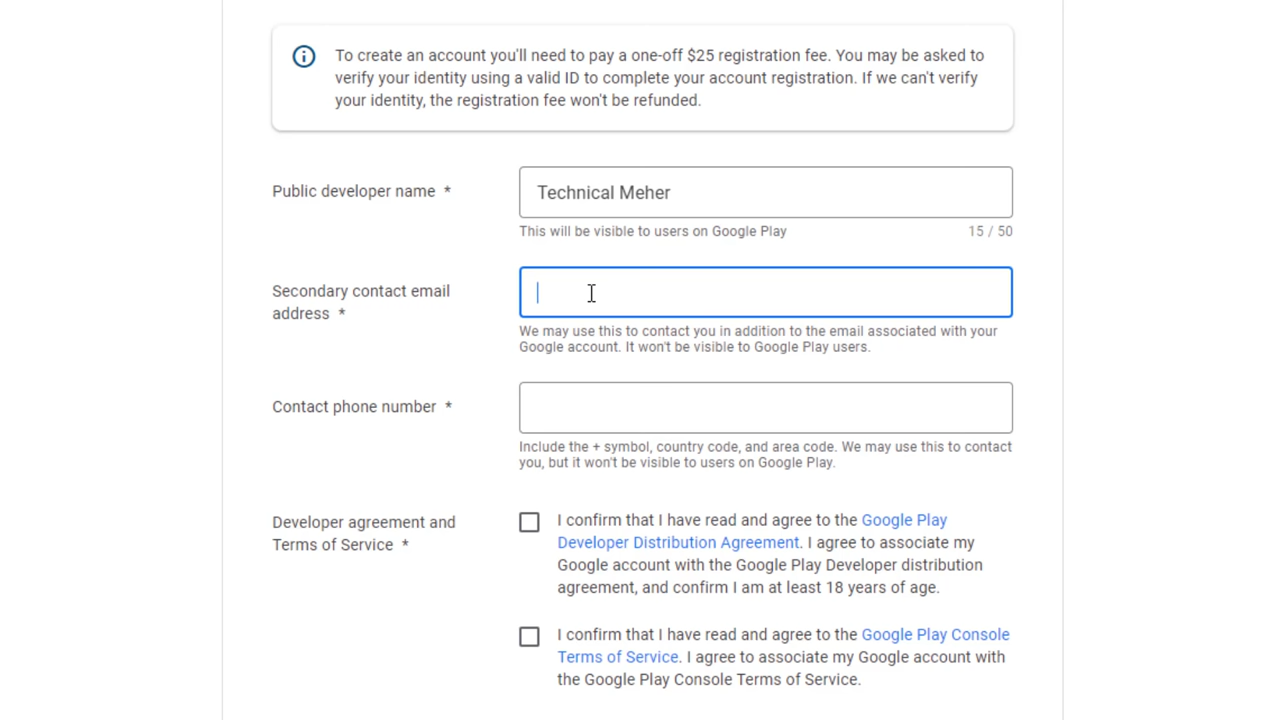 To create an account you'll need to pay a one-off $25 registration fee. You may be asked to
verify your identity using a valid ID to complete your account registration. If we can't verify
your identity, the registration fee won't be refunded.
Public developer name *
Technical Meher
This will be visible to users on Google Play
15 / 50
Secondary contact email
address *
We may use this to contact you in addition to the email associated with your
Google account. It won't be visible to Google Play users.
Contact phone number *
Include the + symbol, country code, and area code. We may use this to contact
you, but it won't be visible to users on Google Play.
Developer agreement and
Terms of Service *
I confirm that I have read and agree to the Google Play
Developer Distribution Agreement. I agree to associate my
Google account with the Google Play Developer distribution
agreement, and confirm I am at least 18 years of age.
I confirm that I have read and agree to the Google Play Console
Terms of Service. I agree to associate my Google account with
the Google Play Console Terms of Service.